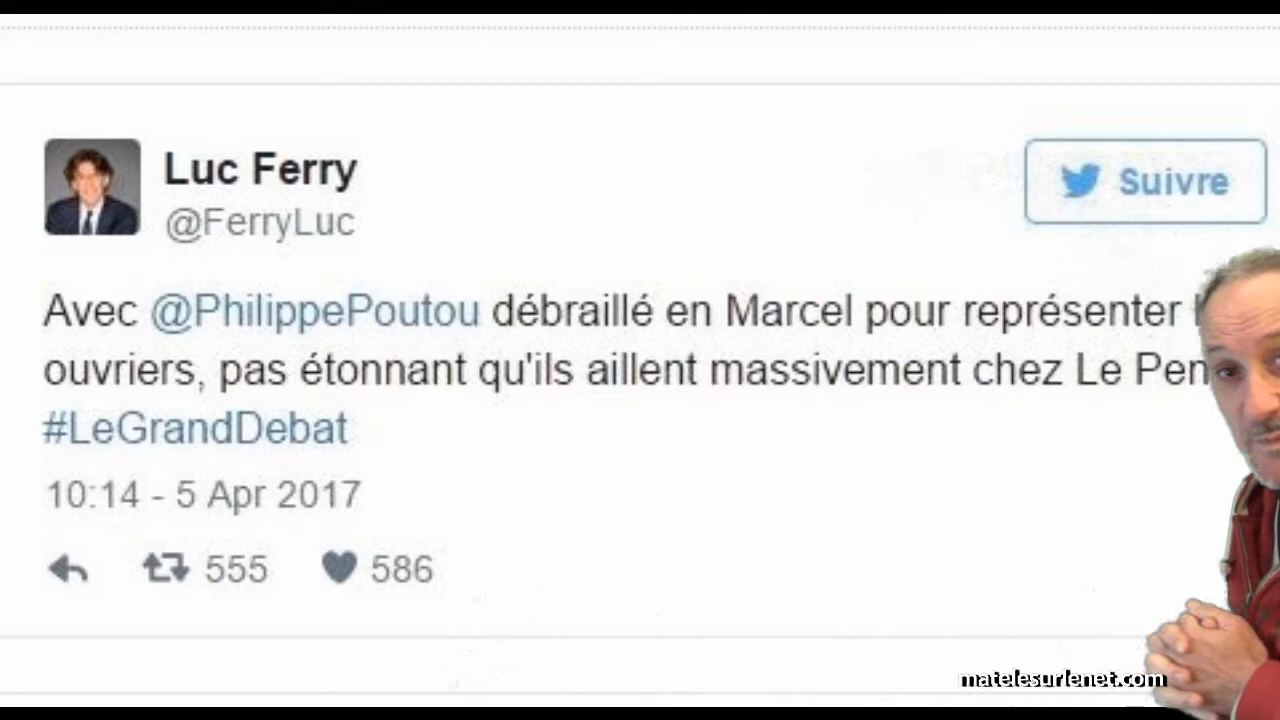 Luc Ferry
@FerryLuc
Suivre
Avec @PhilippePoutou débraillé en Marcel pour représenter
ouvriers, pas étonnant qu'ils aillent massivement chez Le Pen
#LeGrandDebat
10:14 - 5 Apr 2017
555 586
matelesurlenet.com